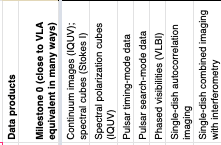 Data products
Milestone 0 (close to VLA
equivalent in many ways)
Continuum images (IQUV);
spectral cubes (Stokes I)
Spectral polarization cubes
(IQUV)
Pulsar timing-mode data
Pulsar search-mode data
Phased visibilities (VLBI)
Single-dish autocorrelation
imaging
Single-dish combined imaging
with interferometry